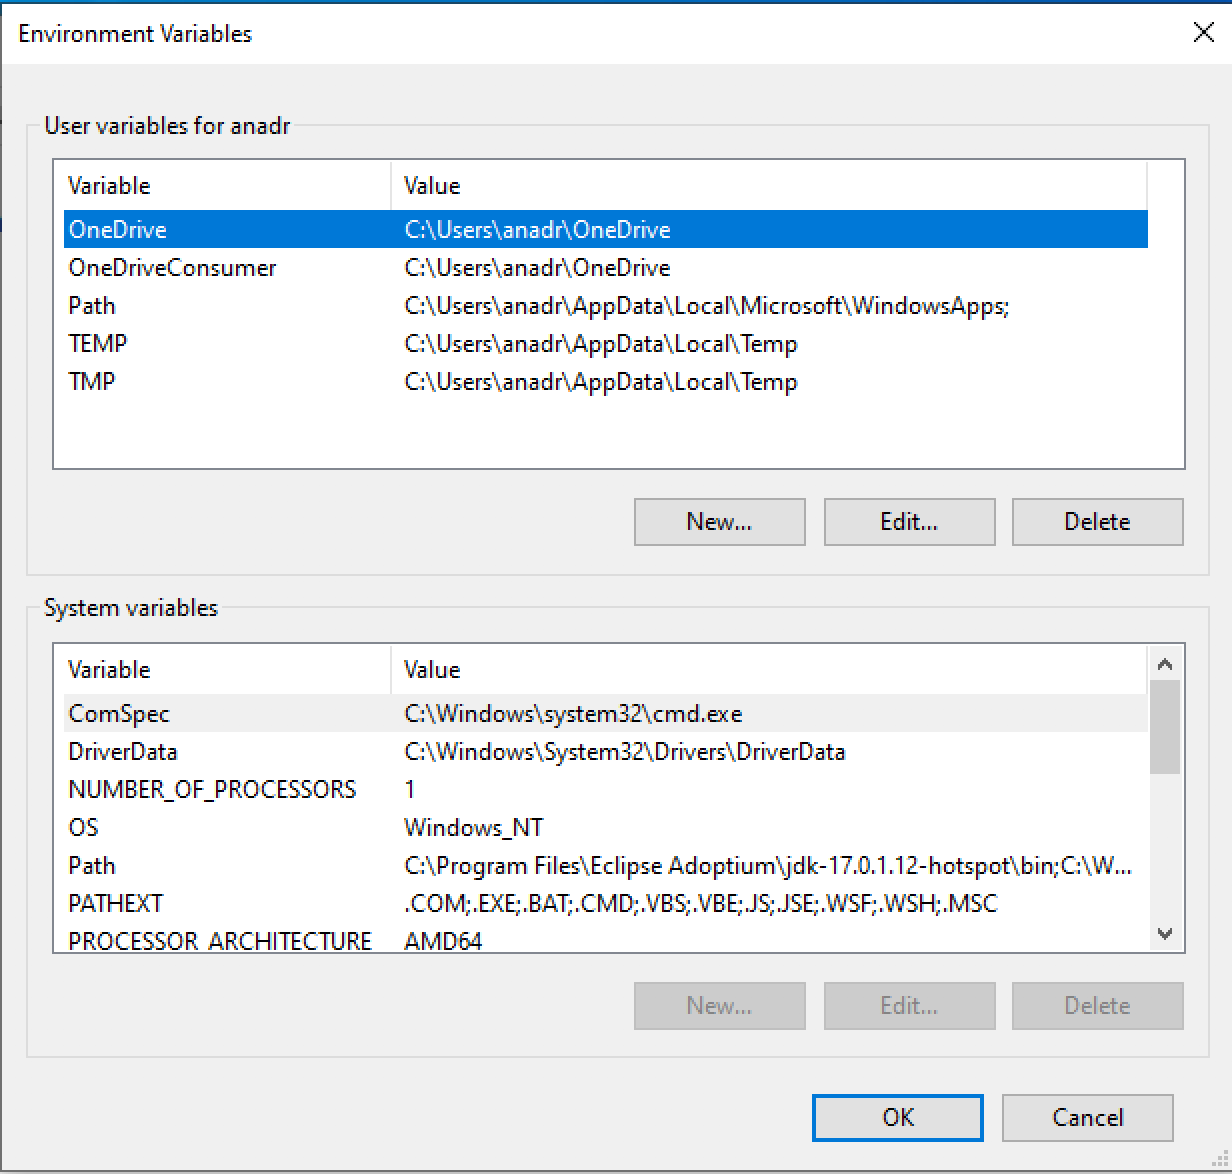 Environment Variables
User variables for anadr
Variable Value
OneDrive C:\Users\anadr\OneDrive
OneDriveConsumer C:\Users\anadr\OneDrive
Path C:\Users\anadr\AppData\Local\Microsoft\WindowsApps;
TEMP C:\Users\anadr\AppData\Local\Temp
TMP C:\Users\anadr\AppData\Local\Temp
New... Edit... Delete
System variables
Variable Value
ComSpec C:\Windows\system32\cmd.exe
DriverData C:\Windows\System32\Drivers\DriverData
NUMBER_OF_PROCESSORS 1
OS Windows_NT
Path C:\Program Files\Eclipse Adoptium\jdk-17.0.1.12-hotspot\bin;C:\W...
PATHEXT .COM;.EXE;.BAT;.CMD;.VBS;.VBE;.JS;.JSE;.WSF;.WSH;.MSC
PROCESSOR_ARCHITECTURE AMD64
New... Edit... Delete
OK Cancel